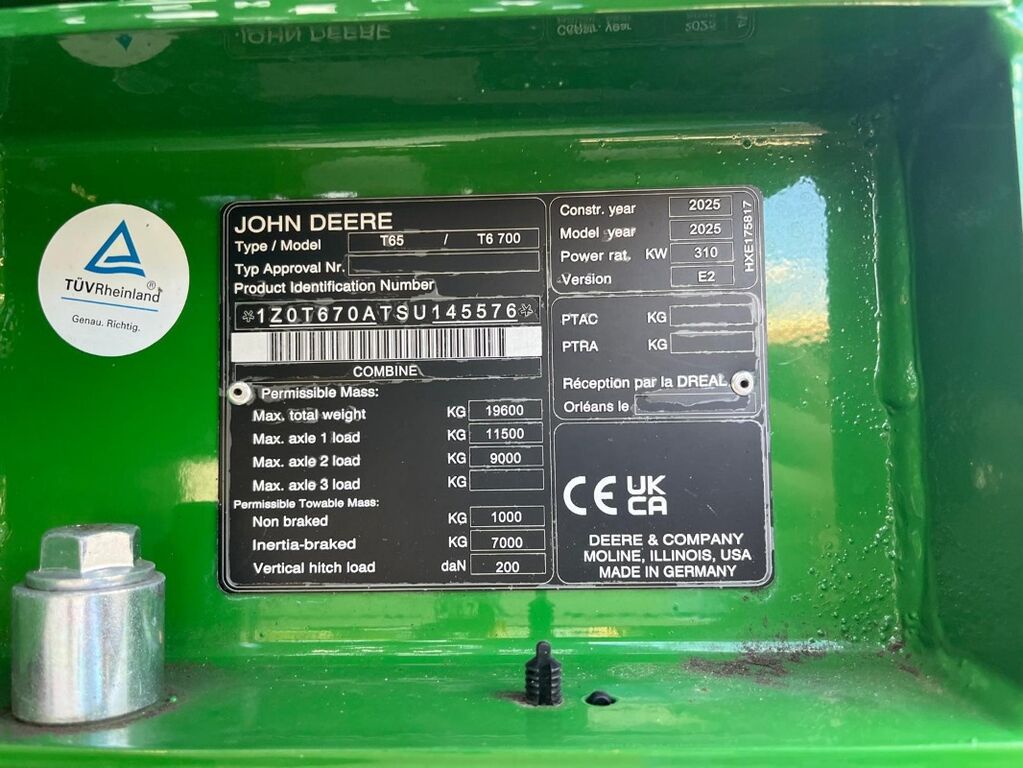 TÜVRheinland®
Genau. Richtig.
JOHN DEERE
Type / Model T65 / T6 700
Typ Approval Nr.
Product Identification Number
*1Z0T670ATSU145576*
COMBINE
Permissible Mass:
Max. total weight KG 19600
Max. axle 1 load KG 11500
Max. axle 2 load KG 9000
Max. axle 3 load KG
Permissible Towable Mass:
Non braked KG 1000
Inertia-braked KG 7000
Vertical hitch load daN 200
Constr. year 2025
Model year 2025
Power rat. KW 310
Version E2
HXE175817
PTAC KG
PTRA KG
Réception par la DREAL
Orléans le
CE UK
CA
DEERE & COMPANY
MOLINE, ILLINOIS, USA
MADE IN GERMANY